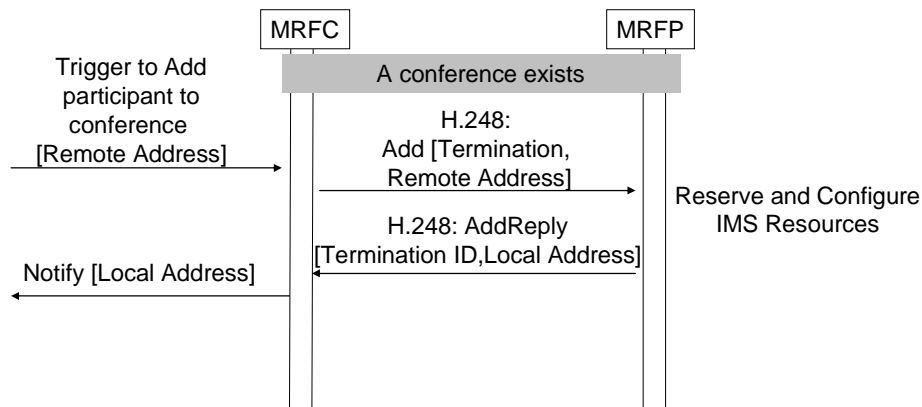 MRFC
MRFP
A conference exists
Trigger to Add
participant to
conference
[Remote Address]
H.248:
Add [Termination,
Remote Address]
Reserve and Configure
IMS Resources
H.248: AddReply
[Termination ID,Local Address]
Notify [Local Address]